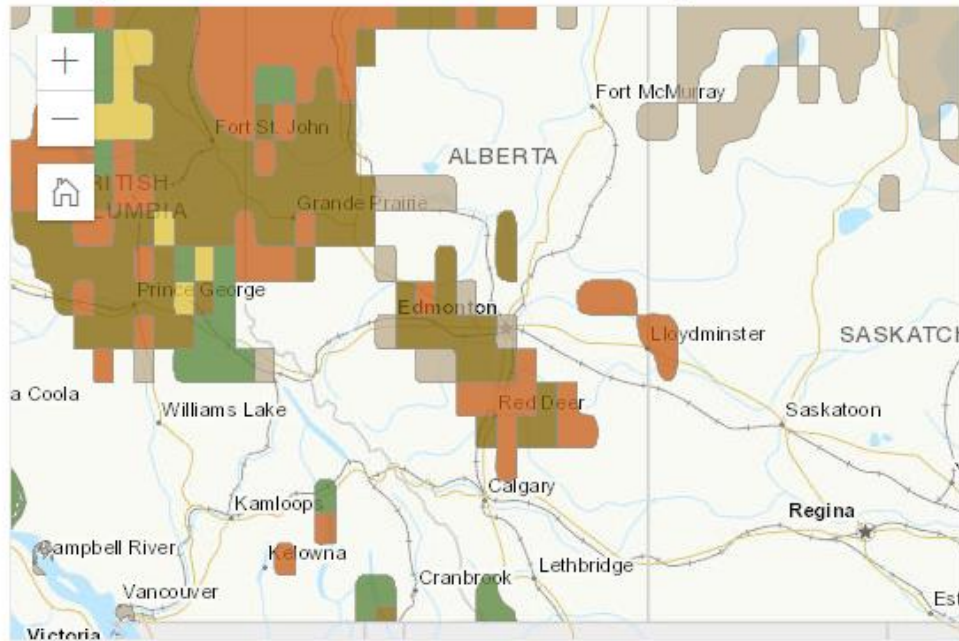 +
−
Fort McMurray
Fort St. John
ALBERTA
RITISH
LUMBIA
Grande Prairie
Prince George
Edmonton
Lloydminster
SASKATCH
a Coola
Williams Lake
Red Deer
Saskatoon
Calgary
Kamloops
Regina
Campbell River
Kelowna
Lethbridge
Cranbrook
Vancouver
Est
Victoria